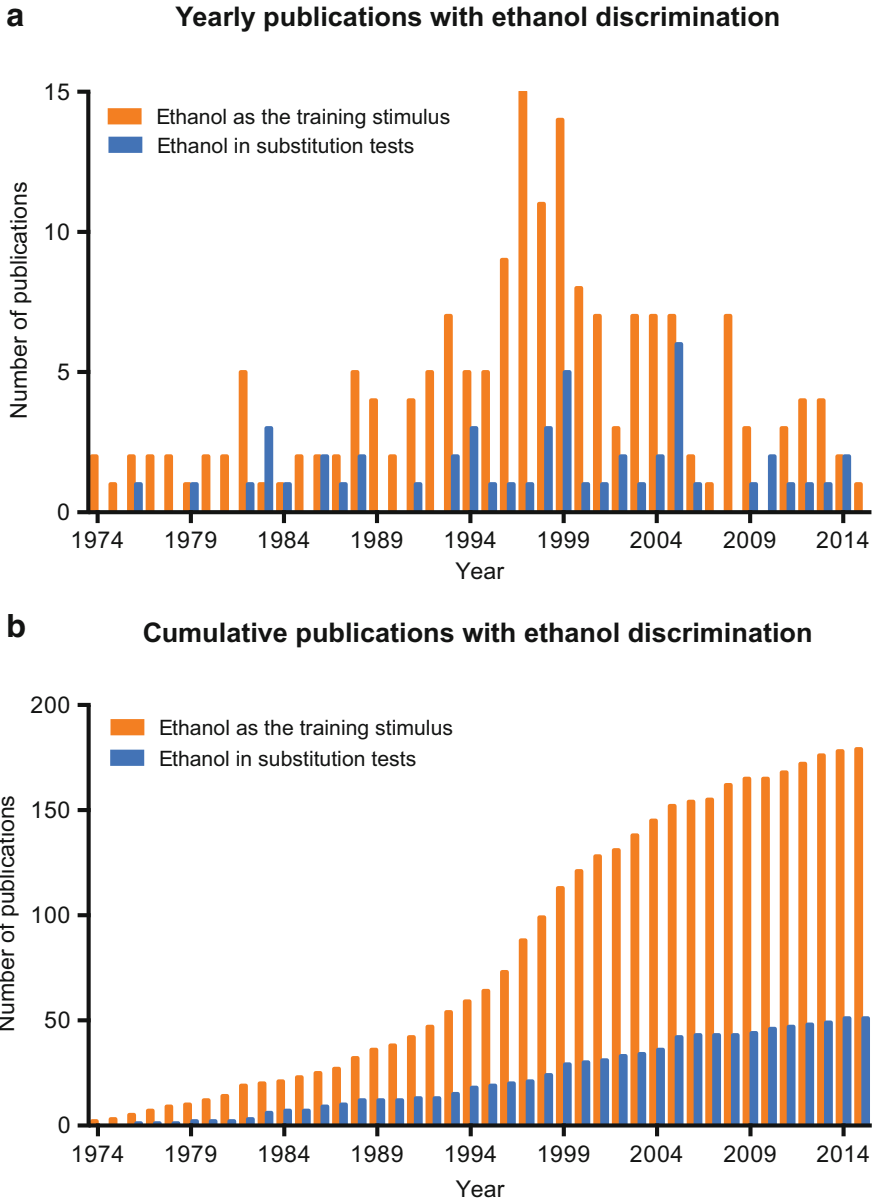 a
Yearly publications with ethanol discrimination
15
10
5
0
Number of publications
Ethanol as the training stimulus
Ethanol in substitution tests
1974 1979 1984 1989 1994 1999 2004 2009 2014
Year
b
Cumulative publications with ethanol discrimination
200
150
100
50
0
Number of publications
Ethanol as the training stimulus
Ethanol in substitution tests
1974 1979 1984 1989 1994 1999 2004 2009 2014
Year